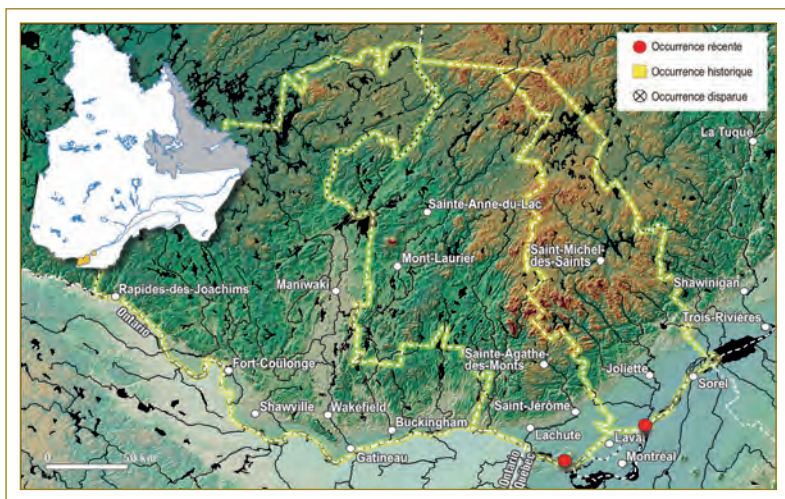 Occurrence récente
Occurrence historique
Occurrence disparue
La Tuque
Sainte-Anne-du-Lac
Saint-Michel-
des-Saints
Mont-Laurier
Maniwaki
Rapides-des-Joachims
Shawinigan
Ontario
Trois-Rivières
Fort-Coulonge
Sainte-Agathe-
des-Monts
Joliette
Sorel
Shawville
Wakefield
Saint-Jérôme
Buckingham
Lachute
Laval
Gatineau
Montréal
Ontario
Québec
0 50 km